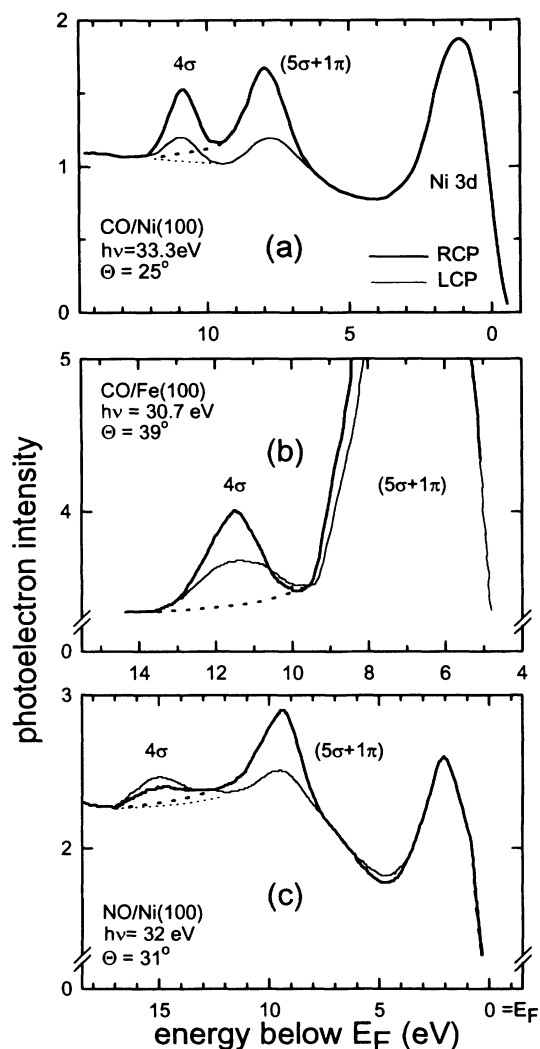 2
4σ
(5σ+1π)
1
Ni 3d
CO/Ni(100)
hν=33.3eV
Θ = 25°
(a)
RCP
LCP
0
10
5
0
5
CO/Fe(100)
hν = 30.7 eV
Θ = 39°
(b)
4σ
(5σ+1π)
4
0
14
12
10
8
6
4
3
4σ
(5σ+1π)
2
NO/Ni(100)
hν= 32 eV
Θ = 31°
(c)
0
15
10
5
0 =E_F
photoelectron intensity
energy below E_F (eV)